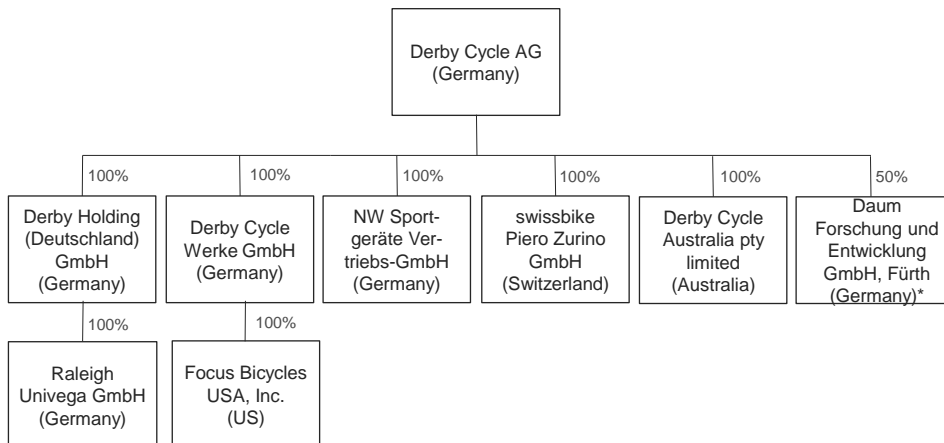 Derby Cycle AG
(Germany)
100%
100%
100%
100%
100%
50%
Derby Holding
(Deutschland)
GmbH
(Germany)
Derby Cycle
Werke GmbH
(Germany)
NW Sport-
geräte Ver-
triebs-GmbH
(Germany)
swissbike
Piero Zurino
GmbH
(Switzerland)
Derby Cycle
Australia pty
limited
(Australia)
Daum
Forschung und
Entwicklung
GmbH, Fürth
(Germany)*
100%
100%
Raleigh
Univega GmbH
(Germany)
Focus Bicycles
USA, Inc.
(US)